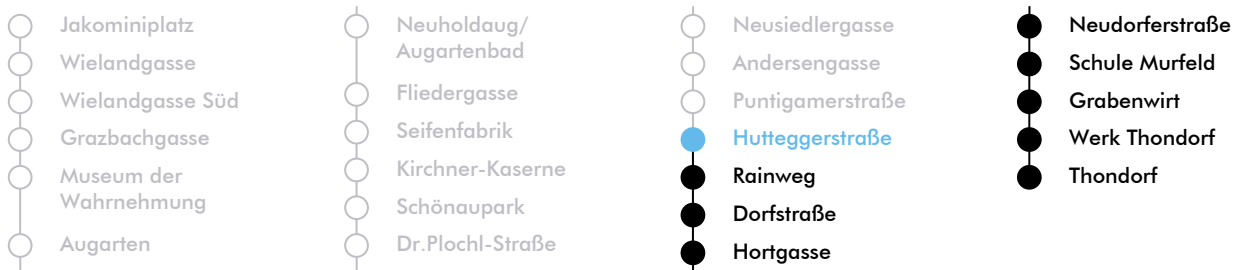 Jakominiplatz
Wielandgasse
Wielandgasse Süd
Grazbachgasse
Museum der
Wahrnehmung
Augarten
Neuholdaug/
Augartenbad
Fliedergasse
Seifenfabrik
Kirchner-Kaserne
Schönaupark
Dr.Plochl-Straße
Neusiedlergasse
Andersengasse
Puntigamerstraße
Hutteggerstraße
Rainweg
Dorfstraße
Hortgasse
Neudorferstraße
Schule Murfeld
Grabenwirt
Werk Thondorf
Thondorf